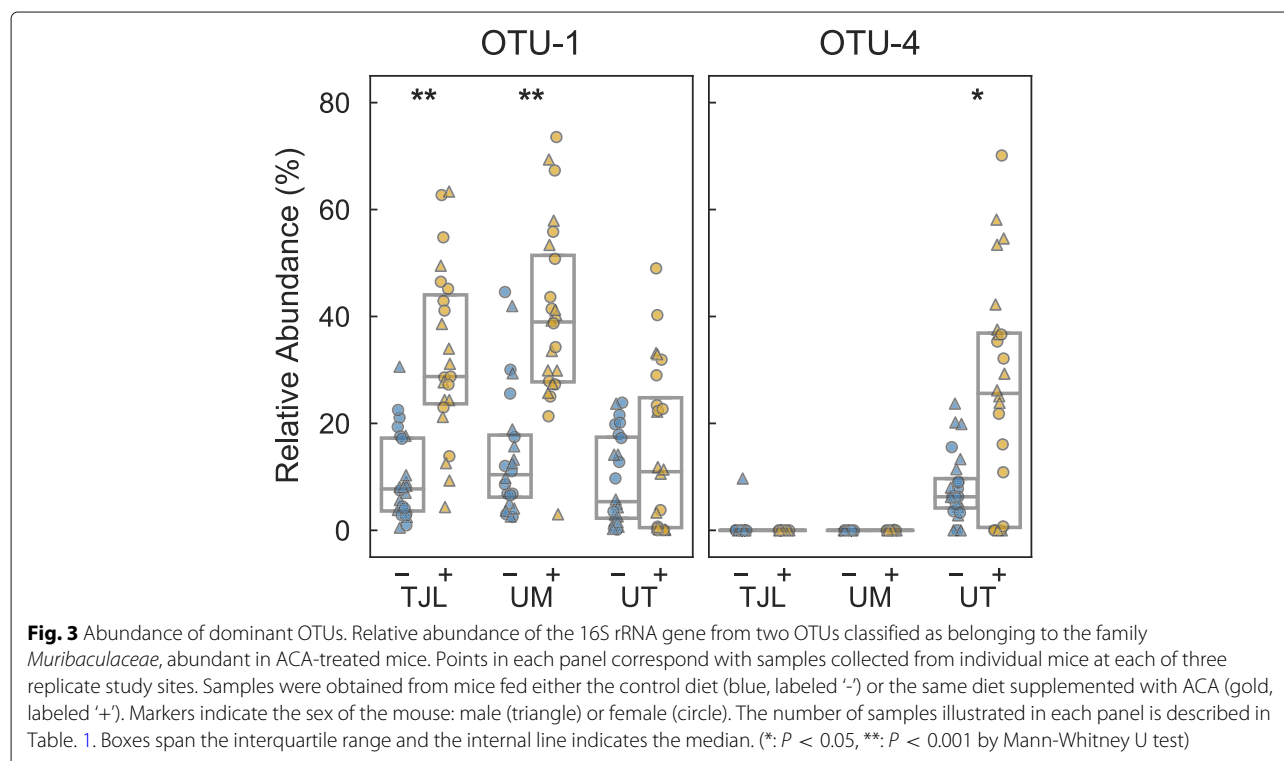 OTU-1
OTU-4
Relative Abundance (%)
80
60
40
20
0
**
**
*
− + − + − +
TJL UM UT
− + − + − +
TJL UM UT
Fig. 3 Abundance of dominant OTUs. Relative abundance of the 16S rRNA gene from two OTUs classified as belonging to the family
Muribaculaceae, abundant in ACA-treated mice. Points in each panel correspond with samples collected from individual mice at each of three
replicate study sites. Samples were obtained from mice fed either the control diet (blue, labeled ‘-’) or the same diet supplemented with ACA (gold,
labeled ‘+’). Markers indicate the sex of the mouse: male (triangle) or female (circle). The number of samples illustrated in each panel is described in
Table. 1. Boxes span the interquartile range and the internal line indicates the median. (*: P < 0.05, **: P < 0.001 by Mann-Whitney U test)